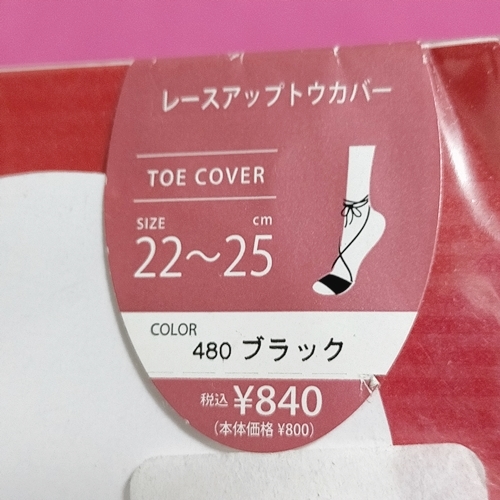 レースアップトウカバー
TOE COVER
SIZE cm
22～25
COLOR
480 ブラック
税込 ¥840
(本体価格 ¥800)